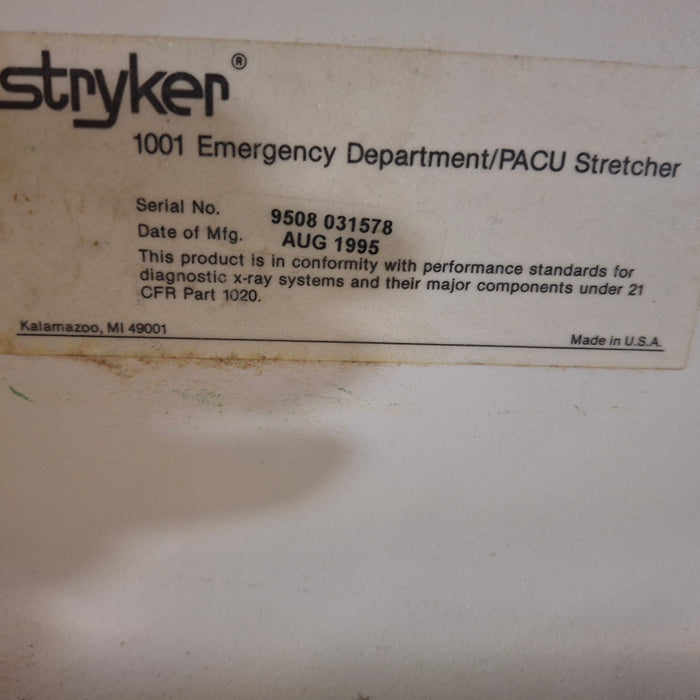 stryker®
1001 Emergency Department/PACU Stretcher
Serial No. 9508 031578
Date of Mfg. AUG 1995
This product is in conformity with performance standards for
diagnostic x-ray systems and their major components under 21
CFR Part 1020.
Kalamazoo, MI 49001 Made in U.S.A.